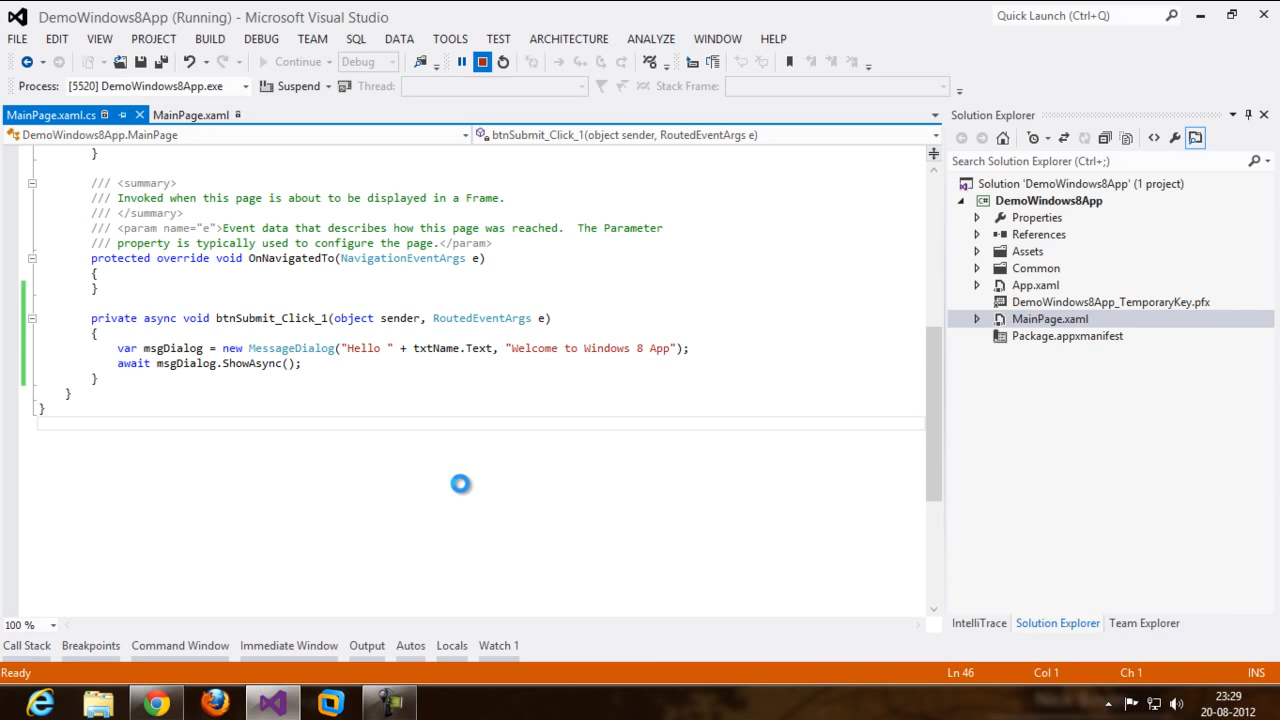 DemoWindows8App (Running) - Microsoft Visual Studio
Quick Launch (Ctrl+Q)
FILE EDIT VIEW PROJECT BUILD DEBUG TEAM SQL DATA TOOLS TEST ARCHITECTURE ANALYZE WINDOW HELP
Continue Debug
Process: [5520] DemoWindows8App.exe Suspend Thread: Stack Frame:
MainPage.xaml.cs MainPage.xaml
DemoWindows8App.MainPage btnSubmit_Click_1(object sender, RoutedEventArgs e)
}
/// <summary>
/// Invoked when this page is about to be displayed in a Frame.
/// </summary>
/// <param name="e">Event data that describes how this page was reached.  The Parameter
/// property is typically used to configure the page.</param>
protected override void OnNavigatedTo(NavigationEventArgs e)
{
}
private async void btnSubmit_Click_1(object sender, RoutedEventArgs e)
{
var msgDialog = new MessageDialog("Hello " + txtName.Text, "Welcome to Windows 8 App");
await msgDialog.ShowAsync();
}
}
}
100 %
Solution Explorer
Search Solution Explorer (Ctrl+;)
Solution 'DemoWindows8App' (1 project)
DemoWindows8App
Properties
References
Assets
Common
App.xaml
DemoWindows8App_TemporaryKey.pfx
MainPage.xaml
Package.appxmanifest
IntelliTrace Solution Explorer Team Explorer
Call Stack Breakpoints Command Window Immediate Window Output Autos Locals Watch 1
Ready Ln 46 Col 1 Ch 1 INS
23:29
20-08-2012